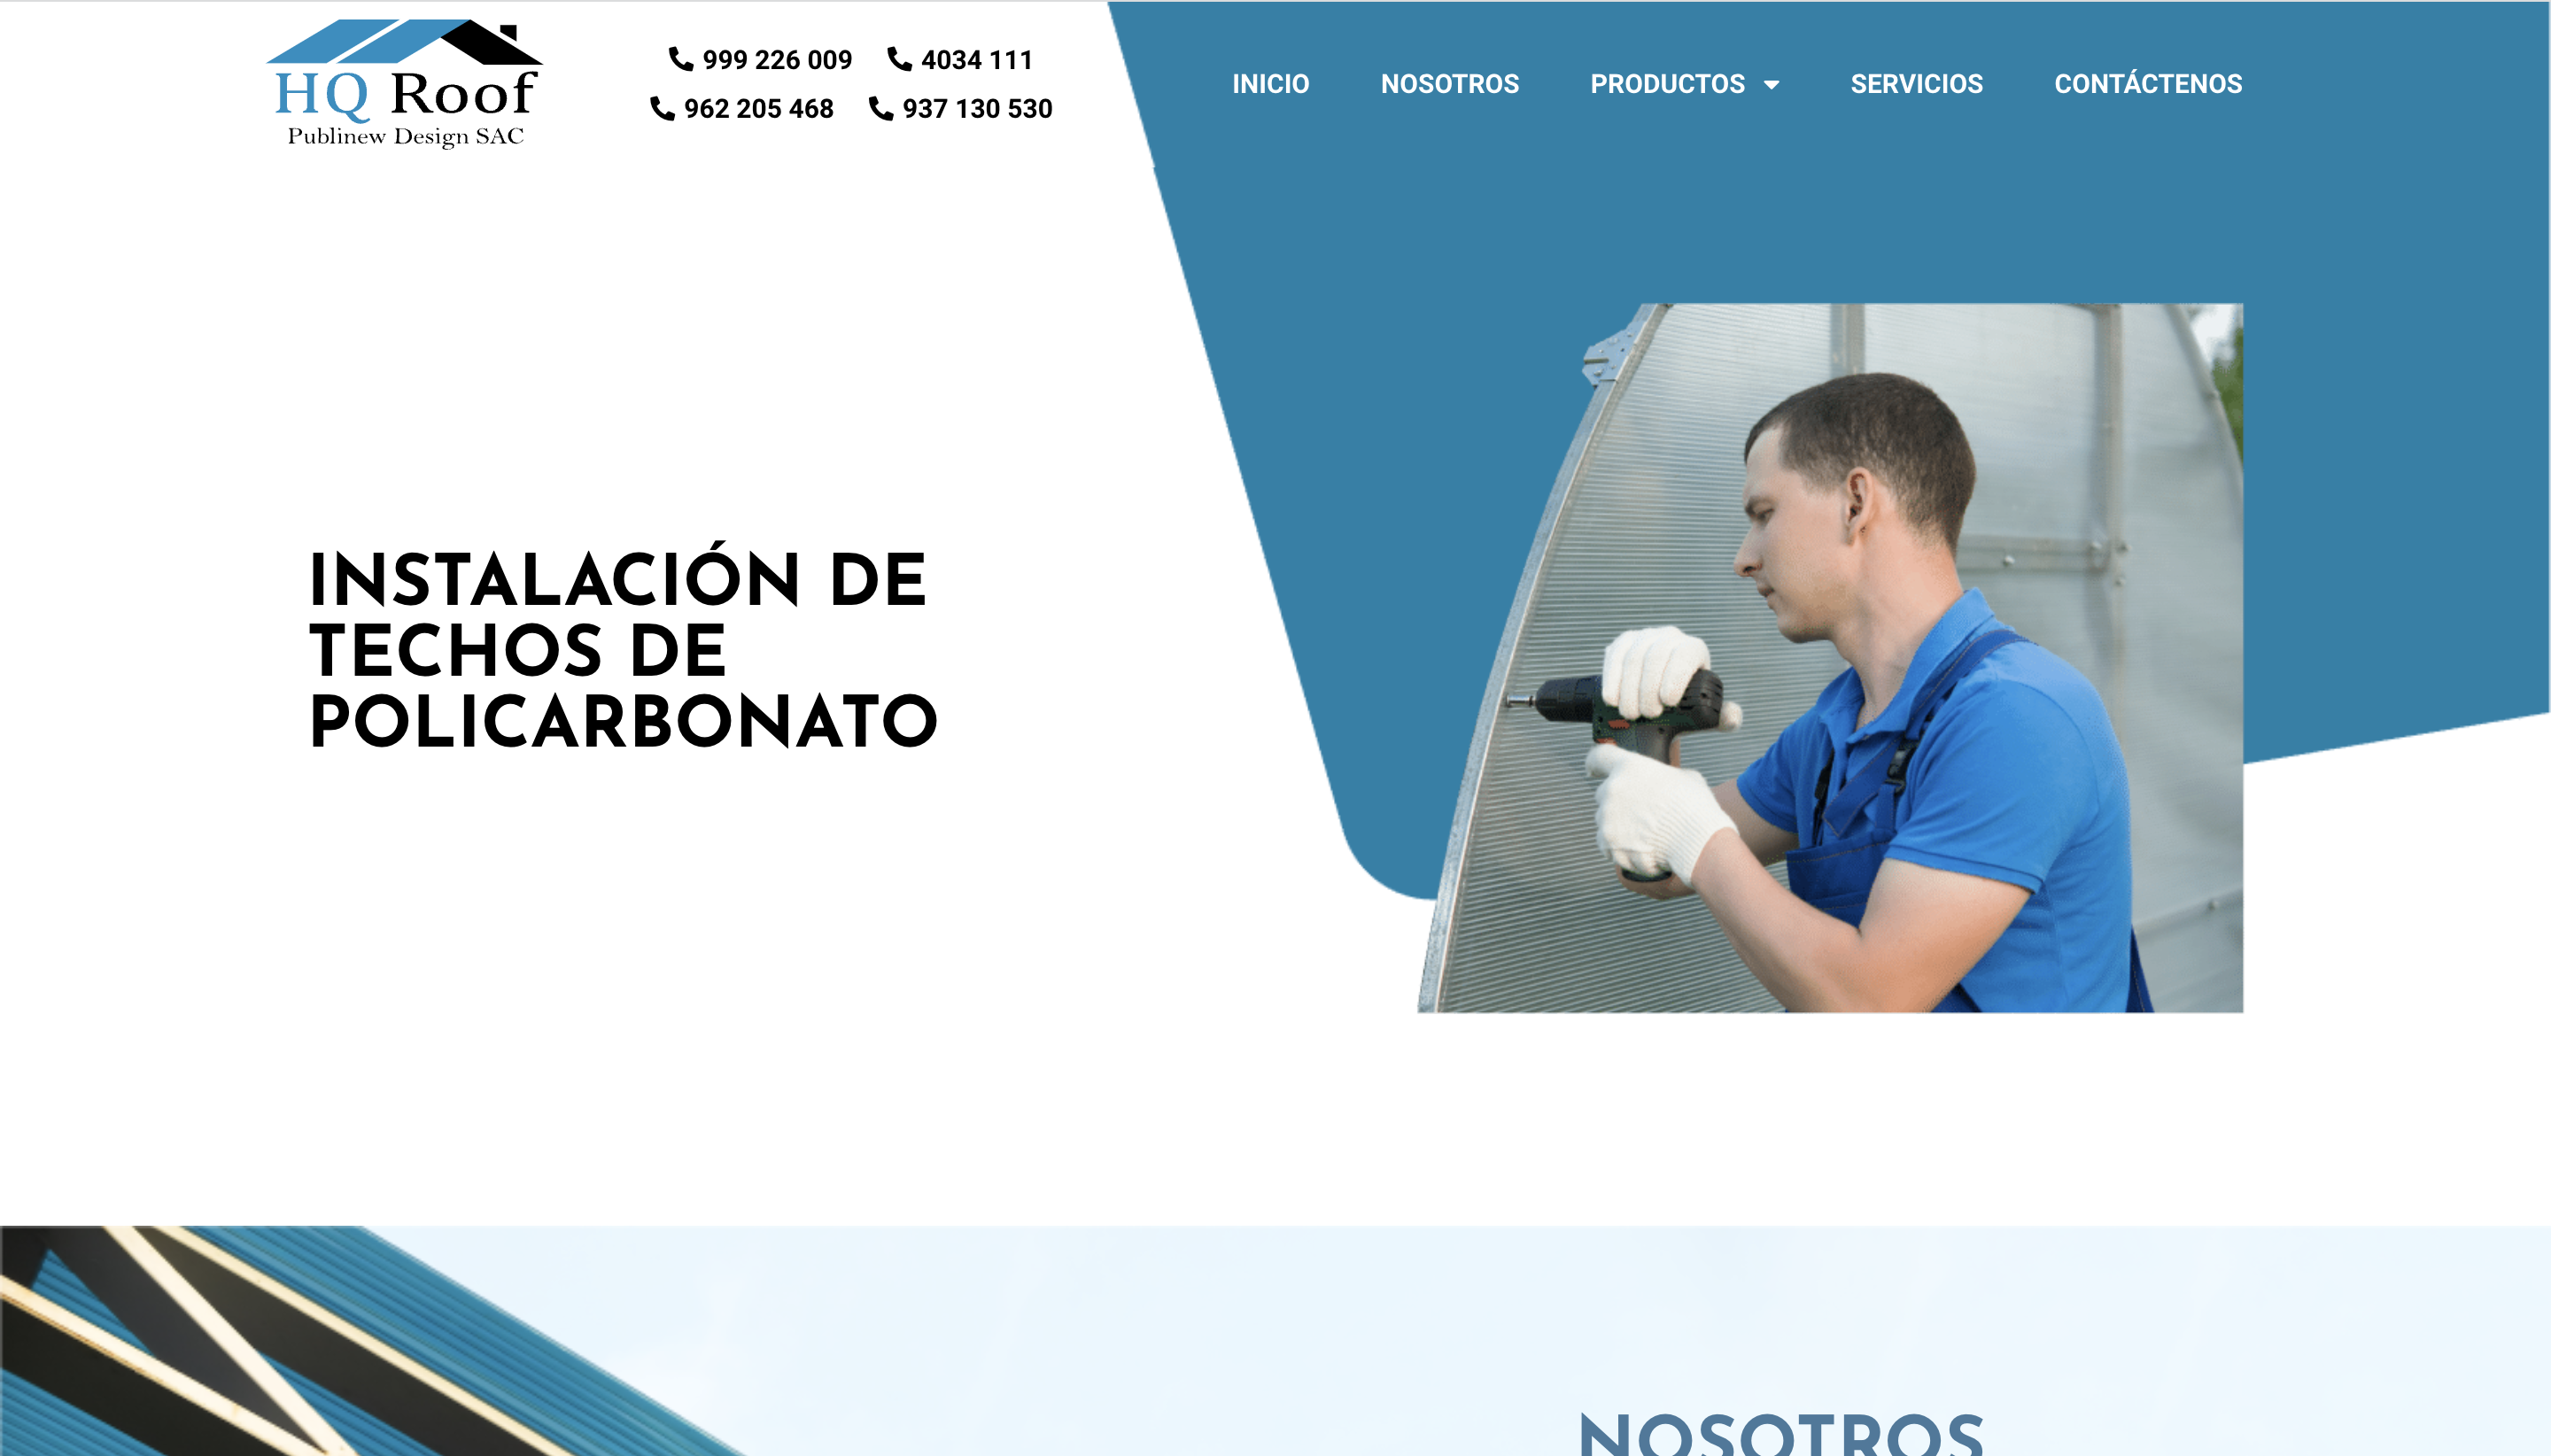 HQ Roof
Publinew Design SAC
999 226 009 4034 111
962 205 468 937 130 530
INICIO NOSOTROS PRODUCTOS SERVICIOS CONTÁCTENOS
INSTALACIÓN DE
TECHOS DE
POLICARBONATO
NOSOTROS